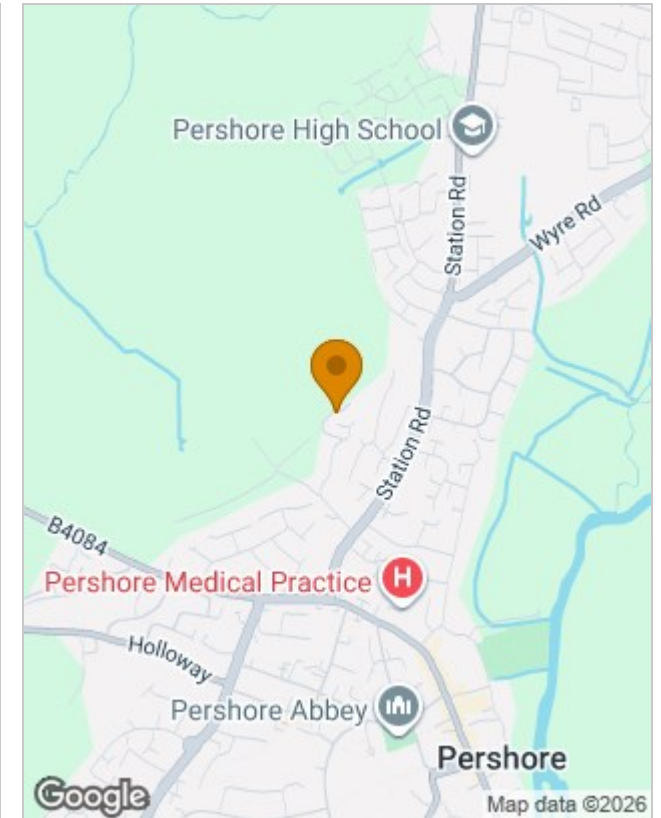 Pershore High School
Station Rd
Wyre Rd
Station Rd
B4084
Pershore Medical Practice
H
Holloway
Pershore Abbey
Pershore
Google
Map data ©2026